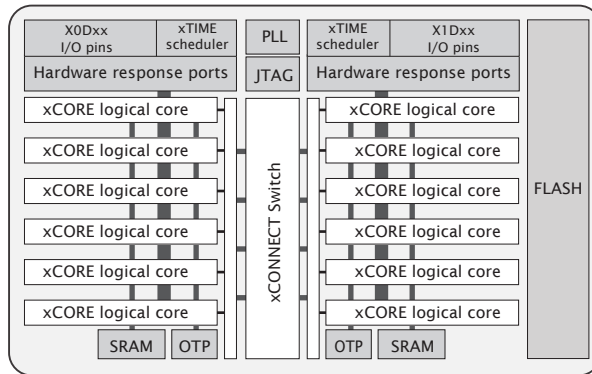 X0Dxx
I/O pins
xTIME
scheduler
PLL
xTIME
scheduler
X1Dxx
I/O pins
Hardware response ports
JTAG
Hardware response ports
xCORE logical core
xCORE logical core
xCORE logical core
xCORE logical core
xCORE logical core
xCORE logical core
xCONNECT Switch
xCORE logical core
xCORE logical core
xCORE logical core
xCORE logical core
xCORE logical core
xCORE logical core
FLASH
SRAM
OTP
OTP
SRAM